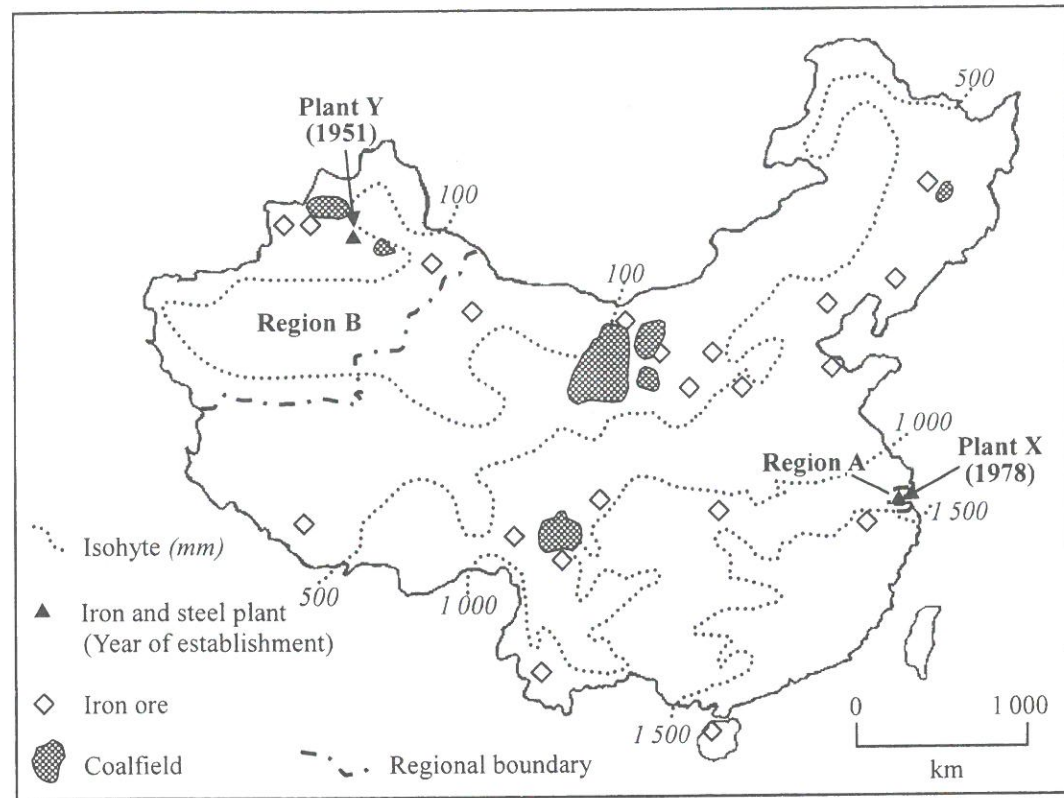 500
Plant Y
(1951)
100
100
Region B
1 000
Plant X
(1978)
Region A
1 500
Isohyte (mm)
500
1 000
Iron and steel plant
(Year of establishment)
Iron ore
0
1 000
1 500
Coalfield
Regional boundary
km